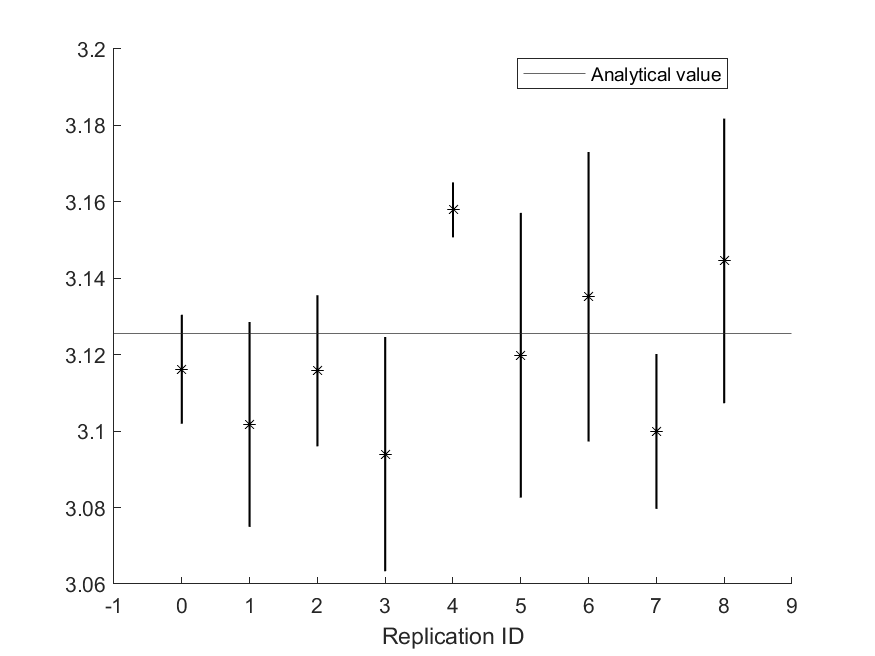 3.2
Analytical value
3.18
3.16
3.14
3.12
3.1
3.08
3.06
-1 0 1 2 3 4 5 6 7 8 9
Replication ID